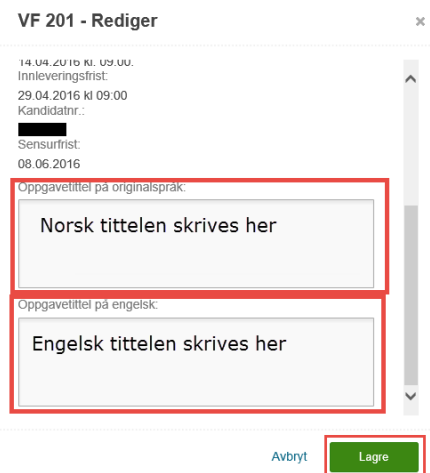 VF 201 - Rediger
×
14.04.2016 kl. 09:00.
Innleveringsfrist:
29.04.2016 kl 09:00
Kandidatnr.:
Sensurfrist:
08.06.2016
Oppgavetittel på originalspråk:
Norsk tittelen skrives her
Oppgavetittel på engelsk:
Engelsk tittelen skrives her
Avbryt Lagre